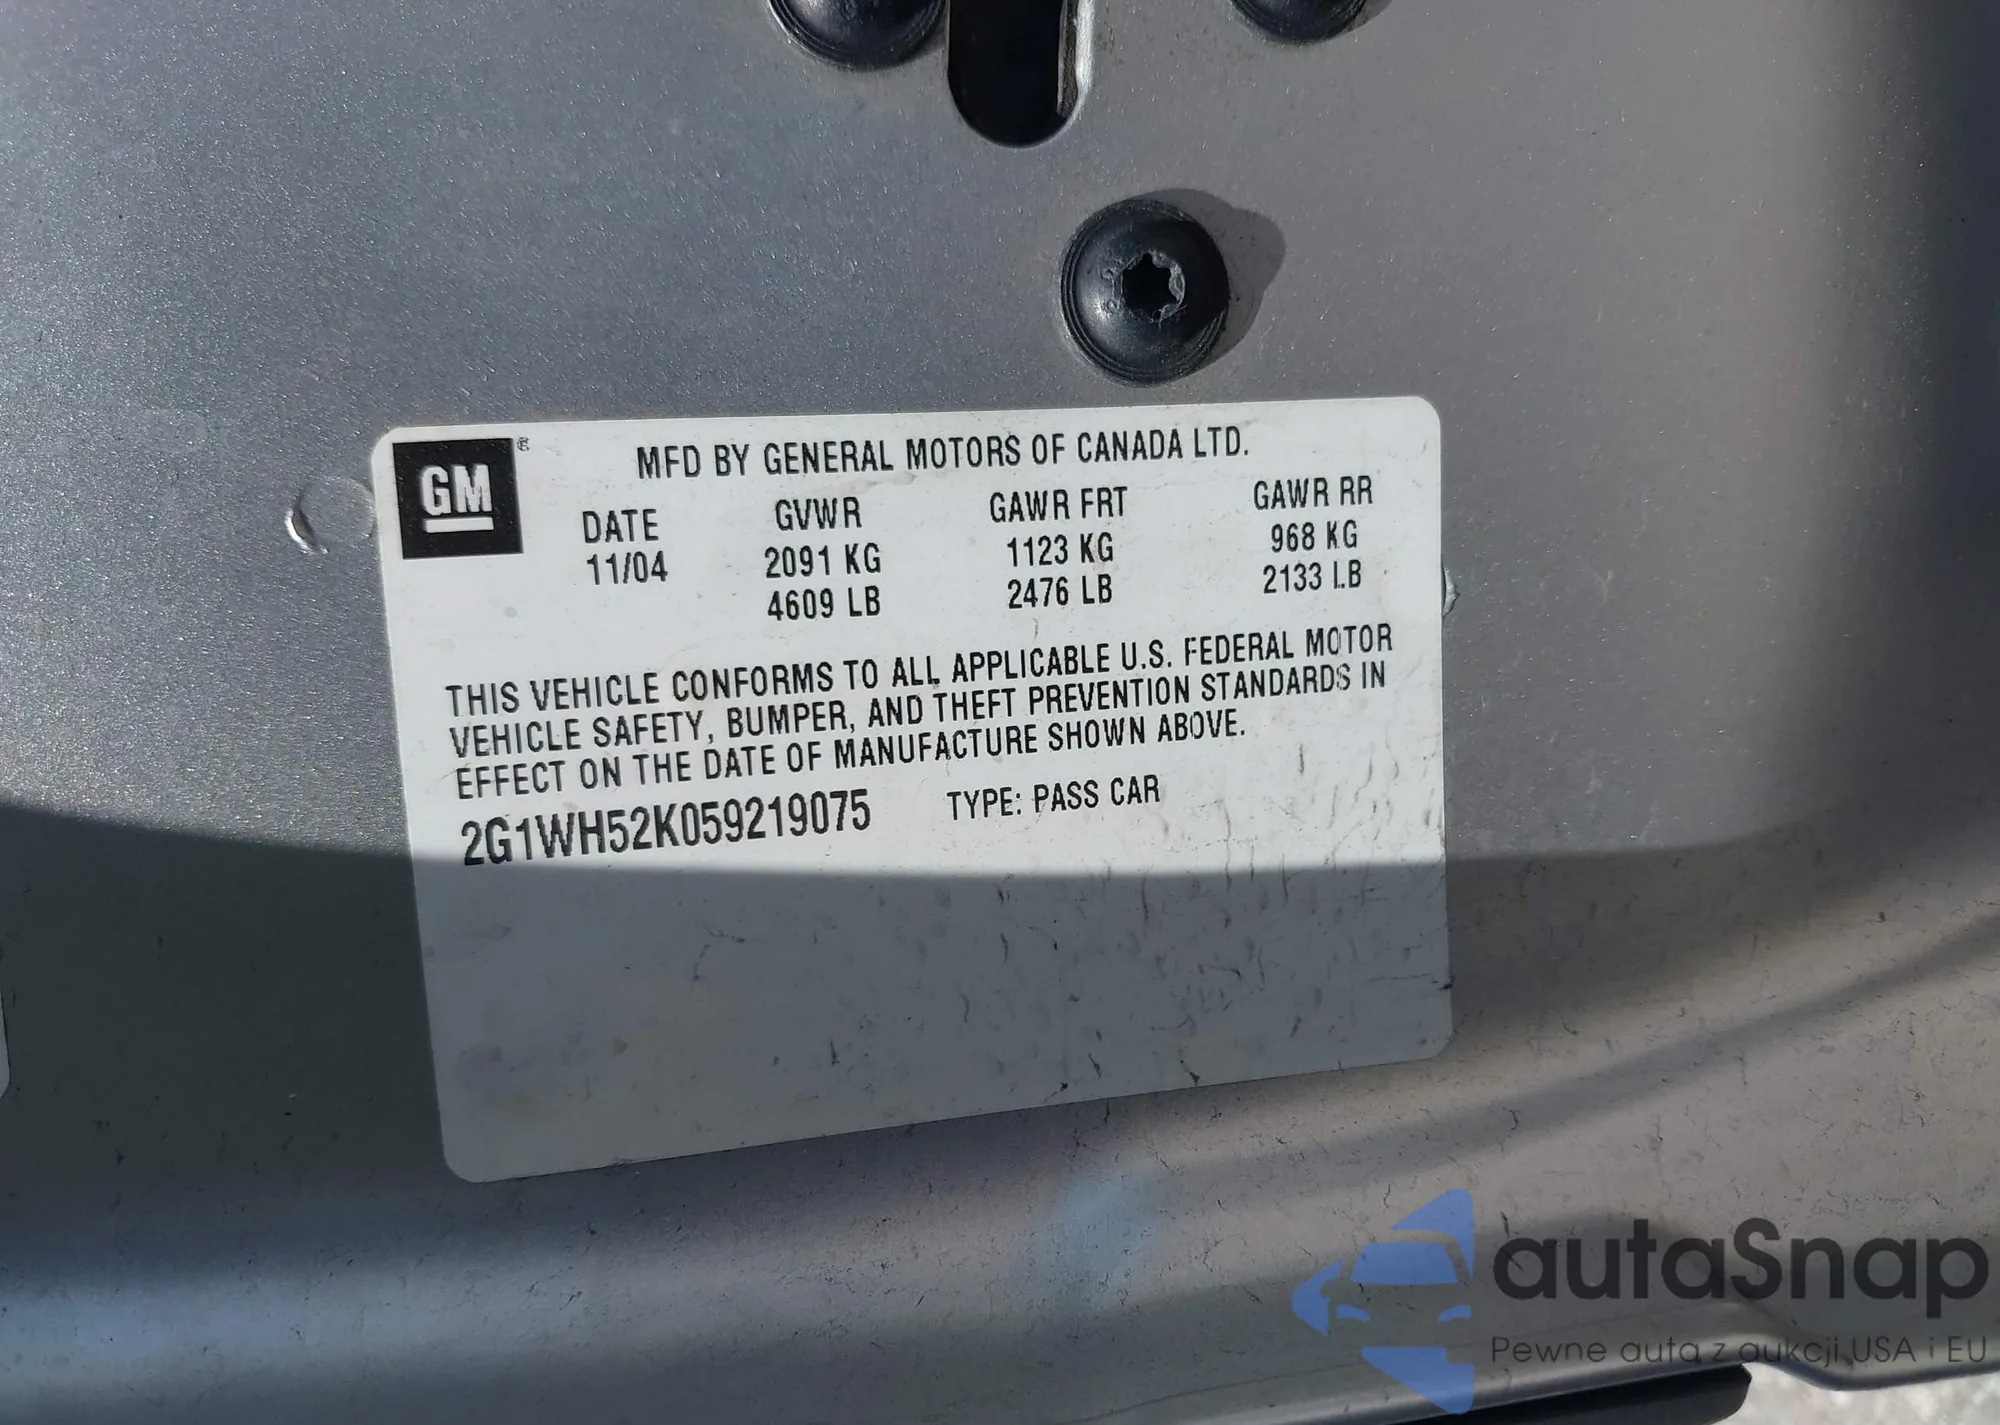 GM
MFD BY GENERAL MOTORS OF CANADA LTD.
DATE GVWR GAWR FRT GAWR RR
11/04 2091 KG 1123 KG 968 KG
4609 LB 2476 LB 2133 LB
THIS VEHICLE CONFORMS TO ALL APPLICABLE U.S. FEDERAL MOTOR
VEHICLE SAFETY, BUMPER, AND THEFT PREVENTION STANDARDS IN
EFFECT ON THE DATE OF MANUFACTURE SHOWN ABOVE.
2G1WH52K059219075 TYPE: PASS CAR
autaSnap
Pewne auta z aukcji USA i EU